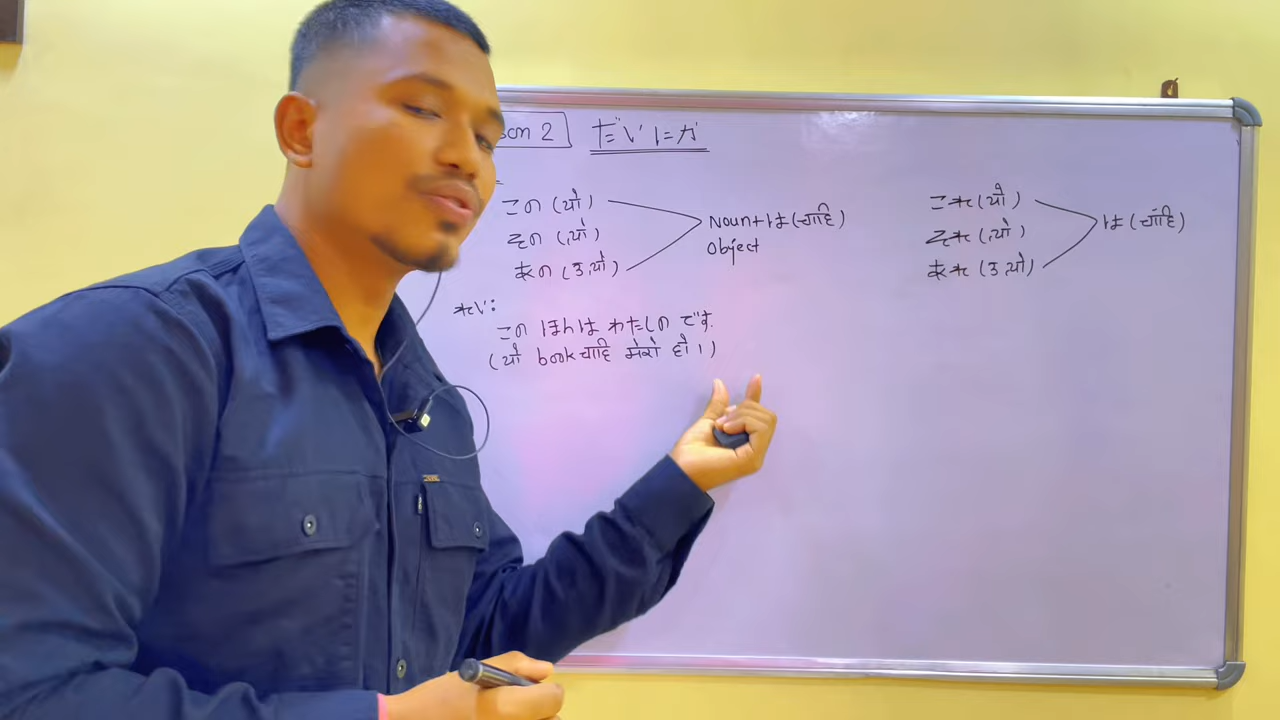 son 2 だい にか
この (यो)
その (त्यो)
あの (उ त्यो)
Noun+は (चाहि)
object
これ (यो)
それ (त्यो)
あれ (उ त्यो)
は (चाहि)
れい:
この ほんは わたしの です.
(यो book चाहि मेरो हो।)